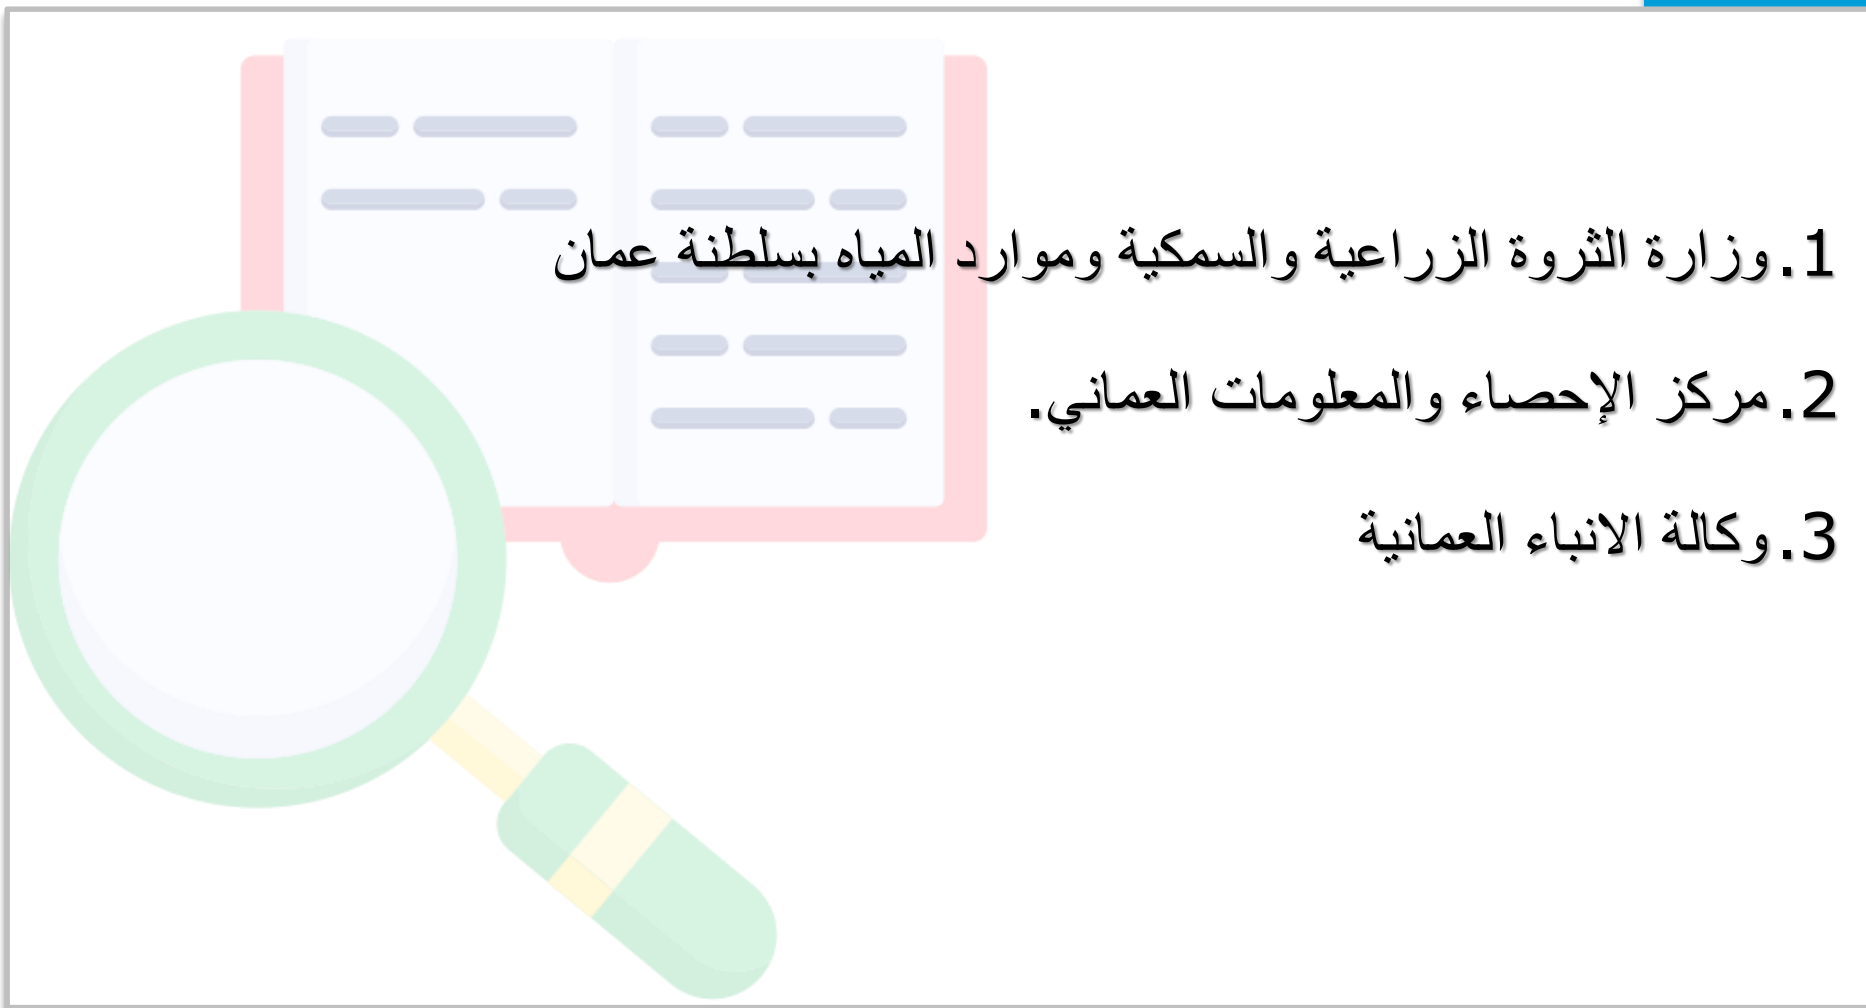 1. وزارة الثروة الزراعية والسمكية وموارد المياه بسلطنة عمان
2. مركز الإحصاء والمعلومات العماني.
3. وكالة الانباء العمانية